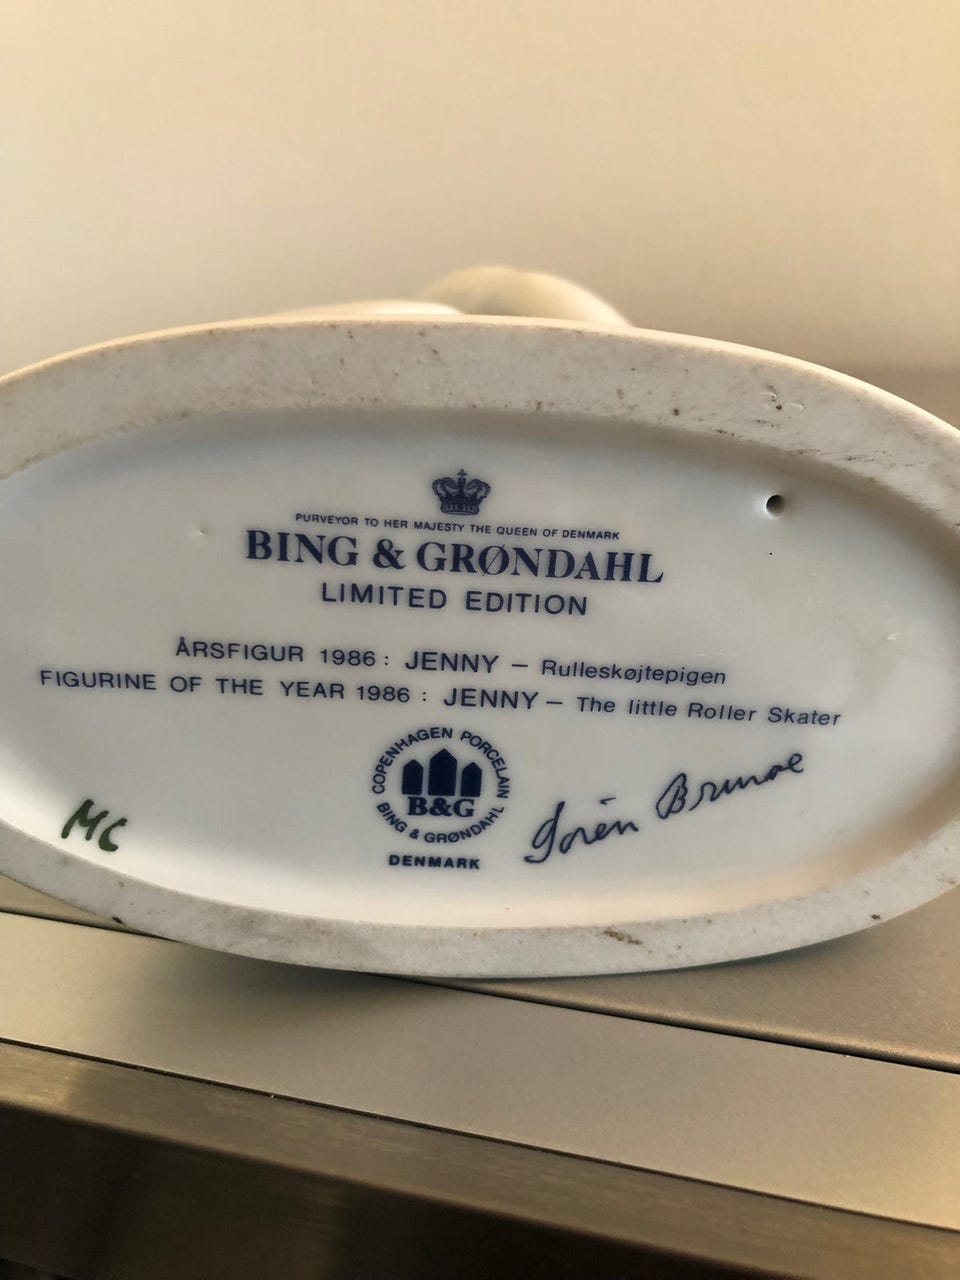 PURVEYOR TO HER MAJESTY THE QUEEN OF DENMARK
BING & GRØNDAHL
LIMITED EDITION
ÅRSFIGUR 1986 : JENNY – Rulleskøjtepigen
FIGURINE OF THE YEAR 1986 : JENNY – The little Roller Skater
COPENHAGEN PORCELAIN
B&G
BING & GRØNDAHL
DENMARK
Sorèn Brunoe
MC